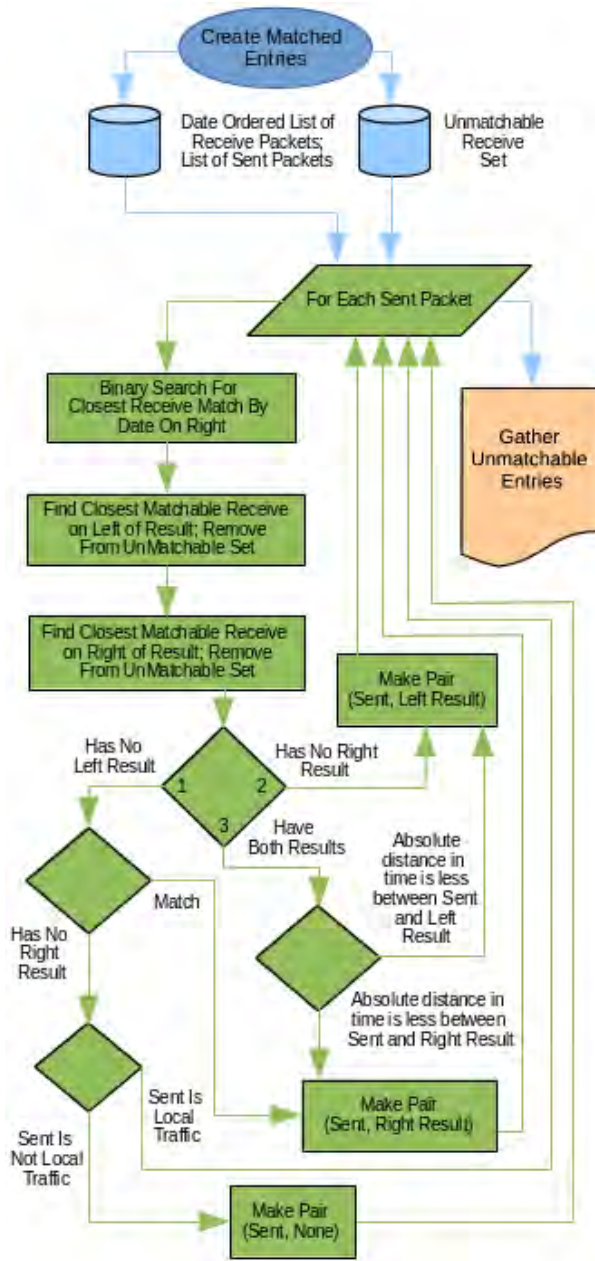 Create Matched
Entries
Date Ordered List of
Receive Packets;
List of Sent Packets
Unmatchable
Receive
Set
For Each Sent Packet
Binary Search For
Closest Receive Match By
Date On Right
Gather
Unmatchable
Entries
Find Closest Matchable Receive
on Left of Result; Remove
From UnMatchable Set
Find Closest Matchable Receive
on Right of Result; Remove
From UnMatchable Set
Make Pair
(Sent, Left Result)
Has No
Left Result
1
2
3
Has No Right
Result
Have
Both Results
Absolute
distance in
time is less
between Sent
and Left
Result
Match
Has No
Right
Result
Absolute distance in
time is less between
Sent and Right Result
Make Pair
(Sent, Right Result)
Sent Is
Local
Traffic
Sent Is
Not Local
Traffic
Make Pair
(Sent, None)